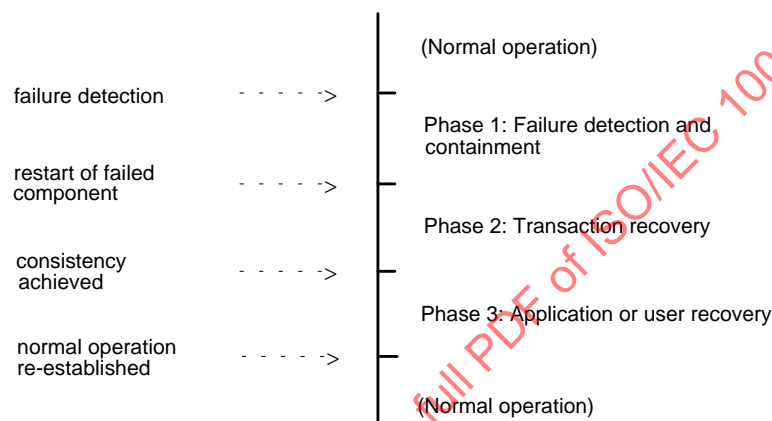 (Normal operation)
failure detection
Phase 1: Failure detection and
containment
restart of failed
component
Phase 2: Transaction recovery
consistency
achieved
Phase 3: Application or user recovery
normal operation
re-established
(Normal operation)
full PDF of ISO/IEC 100